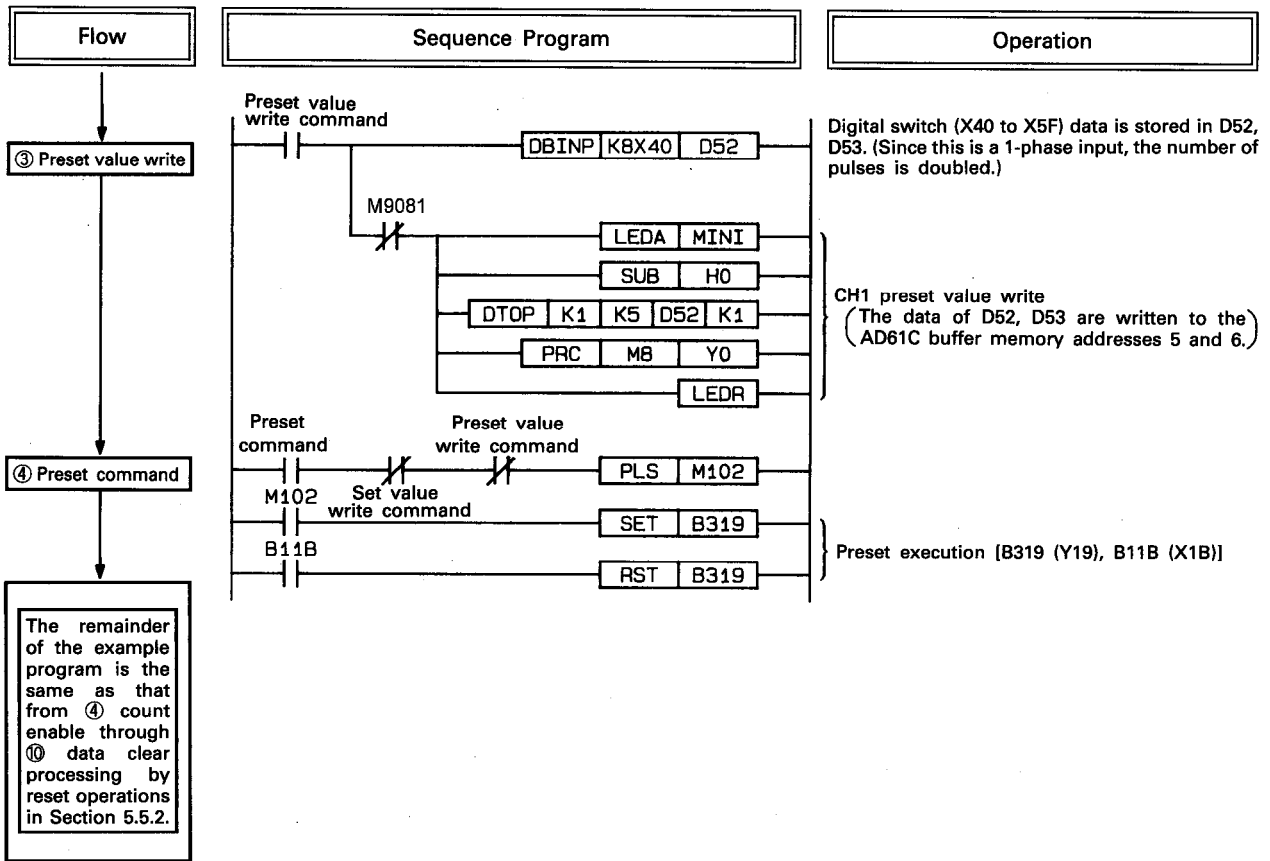 Flow
Sequence Program
Operation
③ Preset value write
Preset value
write command
DBINP K8X40 D52
Digital switch (X40 to X5F) data is stored in D52,
D53. (Since this is a 1-phase input, the number of
pulses is doubled.)
M9081
LEDA MINI
SUB H0
DTOP K1 K5 D52 K1
PRC M8 Y0
LEDR
CH1 preset value write
(The data of D52, D53 are written to the
AD61C buffer memory addresses 5 and 6.)
④ Preset command
Preset
command
Set value
write command
Preset value
write command
PLS M102
M102
SET B319
B11B
RST B319
Preset execution [B319 (Y19), B11B (X1B)]
The remainder
of the example
program is the
same as that
from ④ count
enable through
⑩ data clear
processing by
reset operations
in Section 5.5.2.